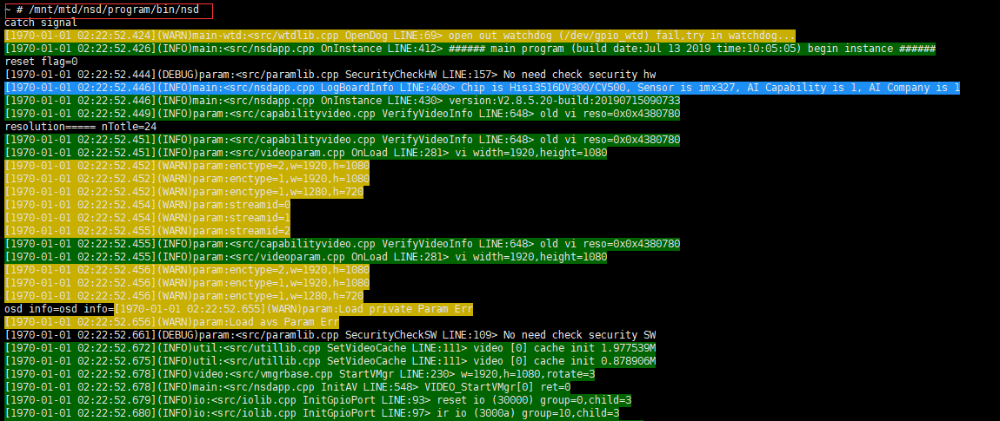 ~ # /mnt/mtd/nsd/program/bin/nsd
catch signal
[1970-01-01 02:22:52.424](WARN)main-wtd:<src/wtdlib.cpp OpenDog LINE:69> open out watchdog (/dev/gpio_wtd) fail,try in watchdog...
[1970-01-01 02:22:52.426](INFO)main:<src/nsdapp.cpp OnInstance LINE:412> ###### main program (build date:Jul 13 2019 time:10:05:05) begin instance ######
reset flag=0
[1970-01-01 02:22:52.444](DEBUG)param:<src/paramlib.cpp SecurityCheckHW LINE:157> No need check security hw
[1970-01-01 02:22:52.446](INFO)main:<src/nsdapp.cpp LogBoardInfo LINE:400> Chip is Hisi3516DV300/CV500, Sensor is imx327, AI Capability is 1, AI Company is 1
[1970-01-01 02:22:52.446](INFO)main:<src/nsdapp.cpp OnInstance LINE:430> version:V2.8.5.20-build:20190715090733
[1970-01-01 02:22:52.449](INFO)param:<src/capabilityvideo.cpp VerifyVideoInfo LINE:648> old vi reso=0x0x4380780
resolution===== nTotle=24
[1970-01-01 02:22:52.451](INFO)param:<src/capabilityvideo.cpp VerifyVideoInfo LINE:648> old vi reso=0x0x4380780
[1970-01-01 02:22:52.451](INFO)param:<src/videoparam.cpp OnLoad LINE:281> vi width=1920,height=1080
[1970-01-01 02:22:52.452](WARN)param:enctype=2,w=1920,h=1080
[1970-01-01 02:22:52.452](WARN)param:enctype=1,w=1920,h=1080
[1970-01-01 02:22:52.452](WARN)param:enctype=1,w=1280,h=720
[1970-01-01 02:22:52.454](WARN)param:streamid=0
[1970-01-01 02:22:52.454](WARN)param:streamid=1
[1970-01-01 02:22:52.455](WARN)param:streamid=2
[1970-01-01 02:22:52.455](INFO)param:<src/capabilityvideo.cpp VerifyVideoInfo LINE:648> old vi reso=0x0x4380780
[1970-01-01 02:22:52.455](INFO)param:<src/videoparam.cpp OnLoad LINE:281> vi width=1920,height=1080
[1970-01-01 02:22:52.456](WARN)param:enctype=2,w=1920,h=1080
[1970-01-01 02:22:52.456](WARN)param:enctype=1,w=1920,h=1080
[1970-01-01 02:22:52.456](WARN)param:enctype=1,w=1280,h=720
osd info=osd info=[1970-01-01 02:22:52.655](WARN)param:Load private Param Err
[1970-01-01 02:22:52.656](WARN)param:Load avs Param Err
[1970-01-01 02:22:52.661](DEBUG)param:<src/paramlib.cpp SecurityCheckSW LINE:109> No need check security SW
[1970-01-01 02:22:52.672](INFO)util:<src/utillib.cpp SetVideoCache LINE:111> video [0] cache init 1.977539M
[1970-01-01 02:22:52.675](INFO)util:<src/utillib.cpp SetVideoCache LINE:111> video [0] cache init 0.878906M
[1970-01-01 02:22:52.678](INFO)video:<src/vmgrbase.cpp StartVMgr LINE:230> w=1920,h=1080,rotate=3
[1970-01-01 02:22:52.678](INFO)main:<src/nsdapp.cpp InitAV LINE:548> VIDEO_StartVMgr[0] ret=0
[1970-01-01 02:22:52.679](INFO)io:<src/iolib.cpp InitGpioPort LINE:93> reset io (30000) group=0,child=3
[1970-01-01 02:22:52.680](INFO)io:<src/iolib.cpp InitGpioPort LINE:97> ir io (3000a) group=10,child=3